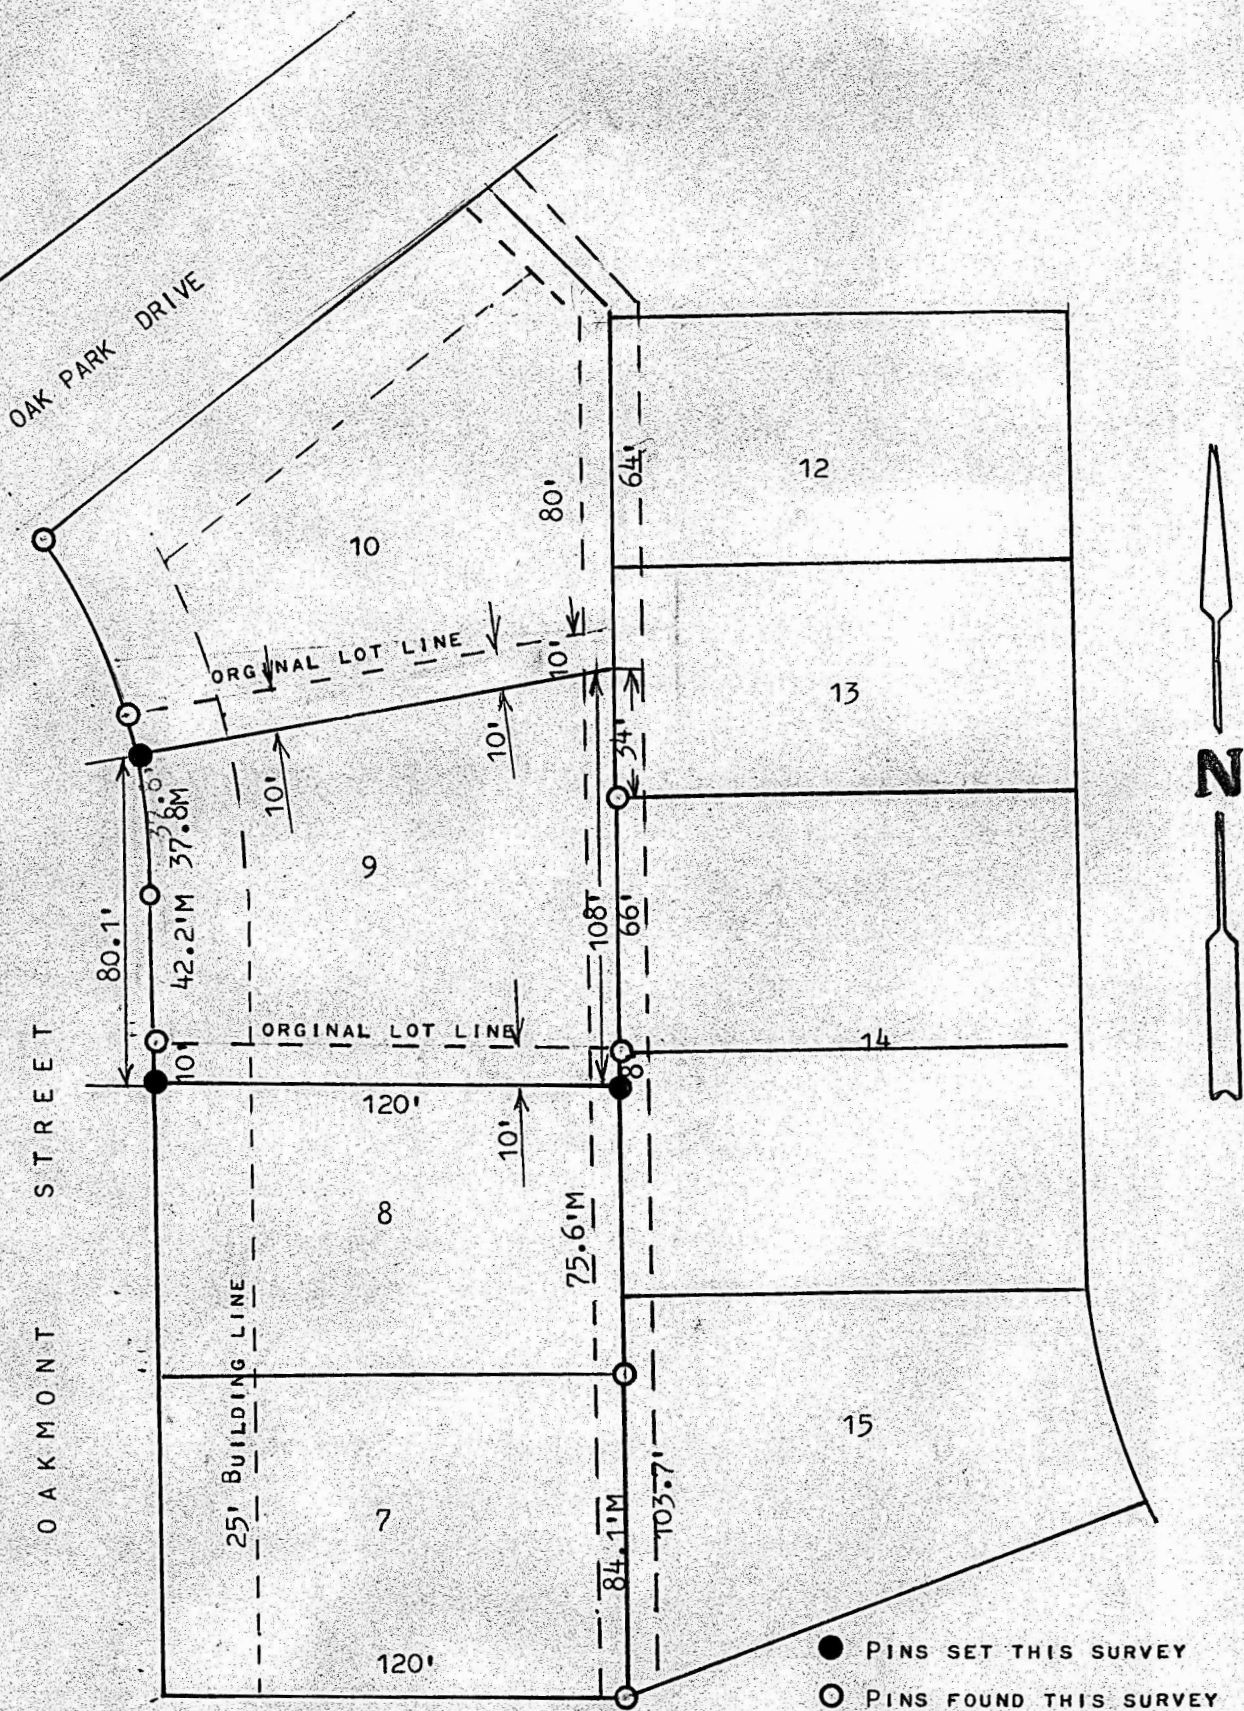 OAK PARK DRIVE
12
64'
80'
10
ORGINAL LOT LINE
10'
13
10'
34'
10'
N
37.8'
37.8M
9
80.1'
42.2'M
108'
66'
ORGINAL LOT LINE
14
10'
8'
120'
10'
OAKMONT STREET
8
75.6'M
25' BUILDING LINE
15
7
84.1'M
103.7'
120'
PINS SET THIS SURVEY
PINS FOUND THIS SURVEY